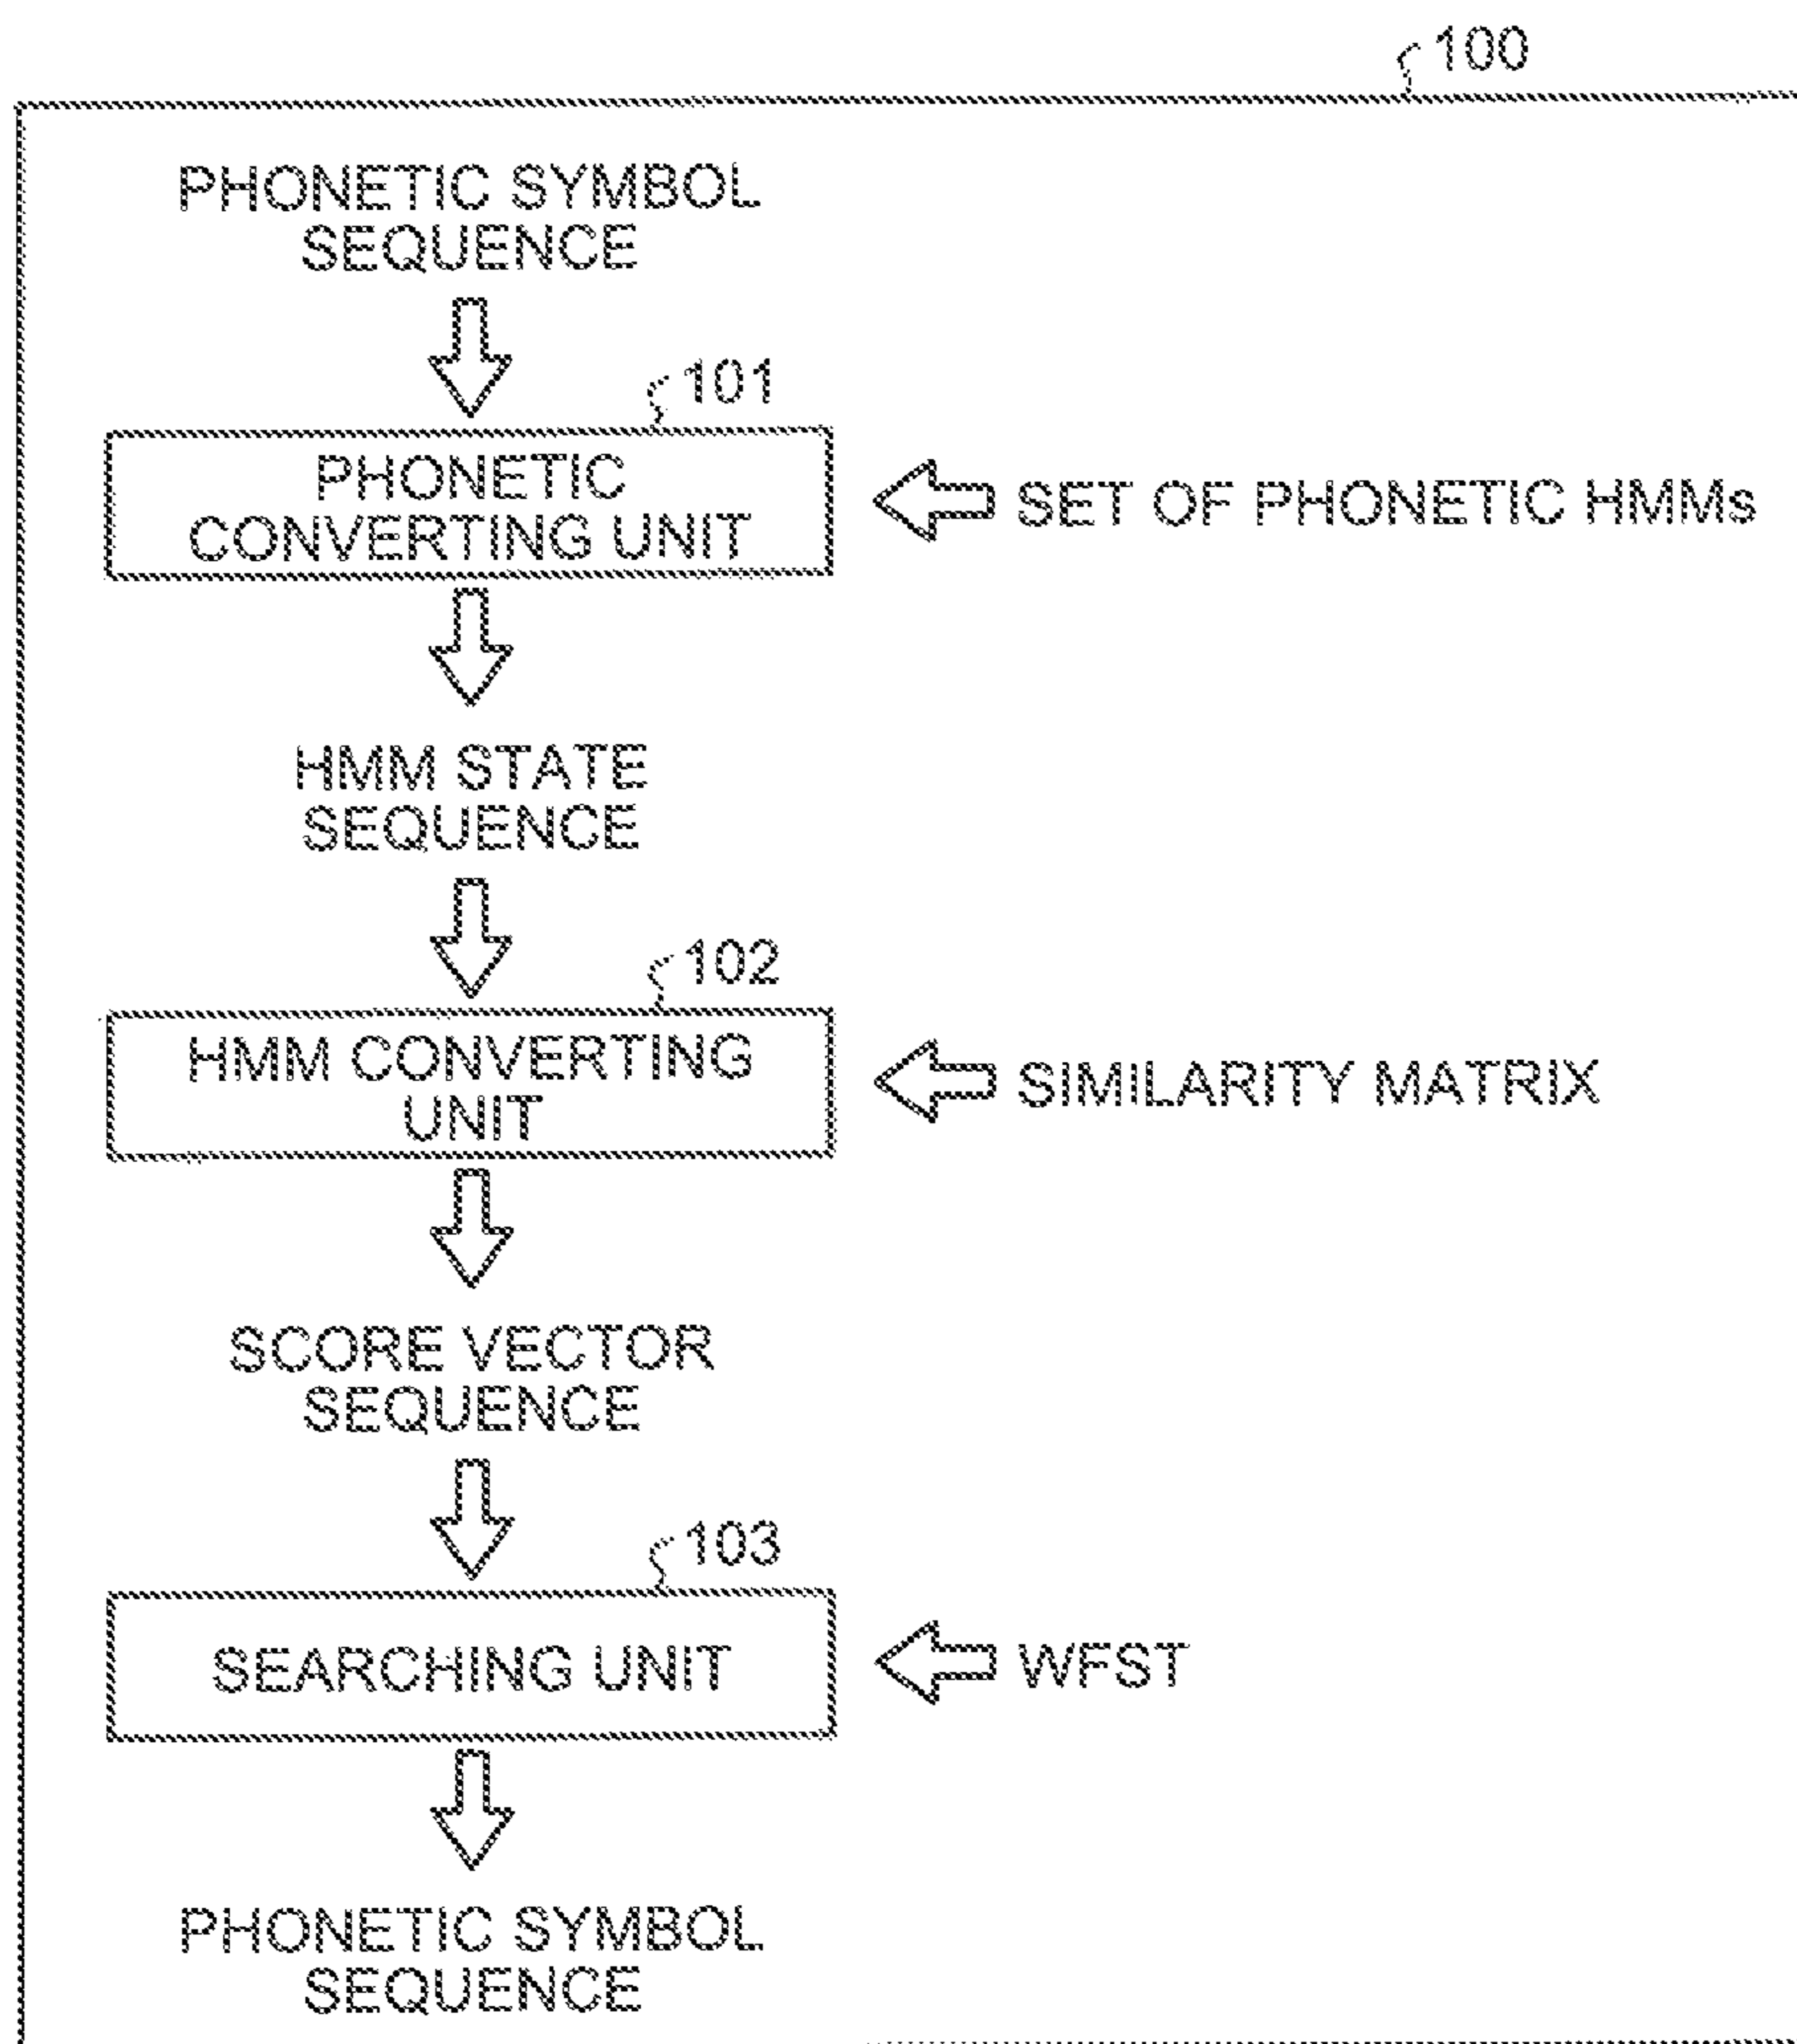 100
PHONETIC SYMBOL
SEQUENCE
101
PHONETIC
CONVERTING UNIT
SET OF PHONETIC HMMs
HMM STATE
SEQUENCE
102
HMM CONVERTING
UNIT
SIMILARITY MATRIX
SCORE VECTOR
SEQUENCE
103
SEARCHING UNIT
WFST
PHONETIC SYMBOL
SEQUENCE